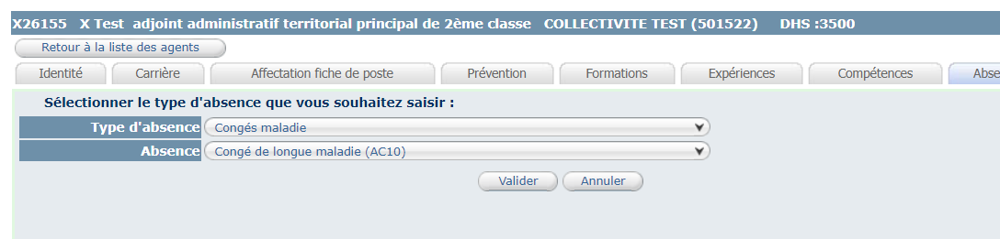 X26155 X Test adjoint administratif territorial principal de 2ème classe COLLECTIVITE TEST (501522) DHS :3500
Retour à la liste des agents
Identité Carrière Affectation fiche de poste Prévention Formations Expériences Compétences Abse
Sélectionner le type d'absence que vous souhaitez saisir :
Type d'absence Congés maladie
Absence Congé de longue maladie (AC10)
Valider Annuler